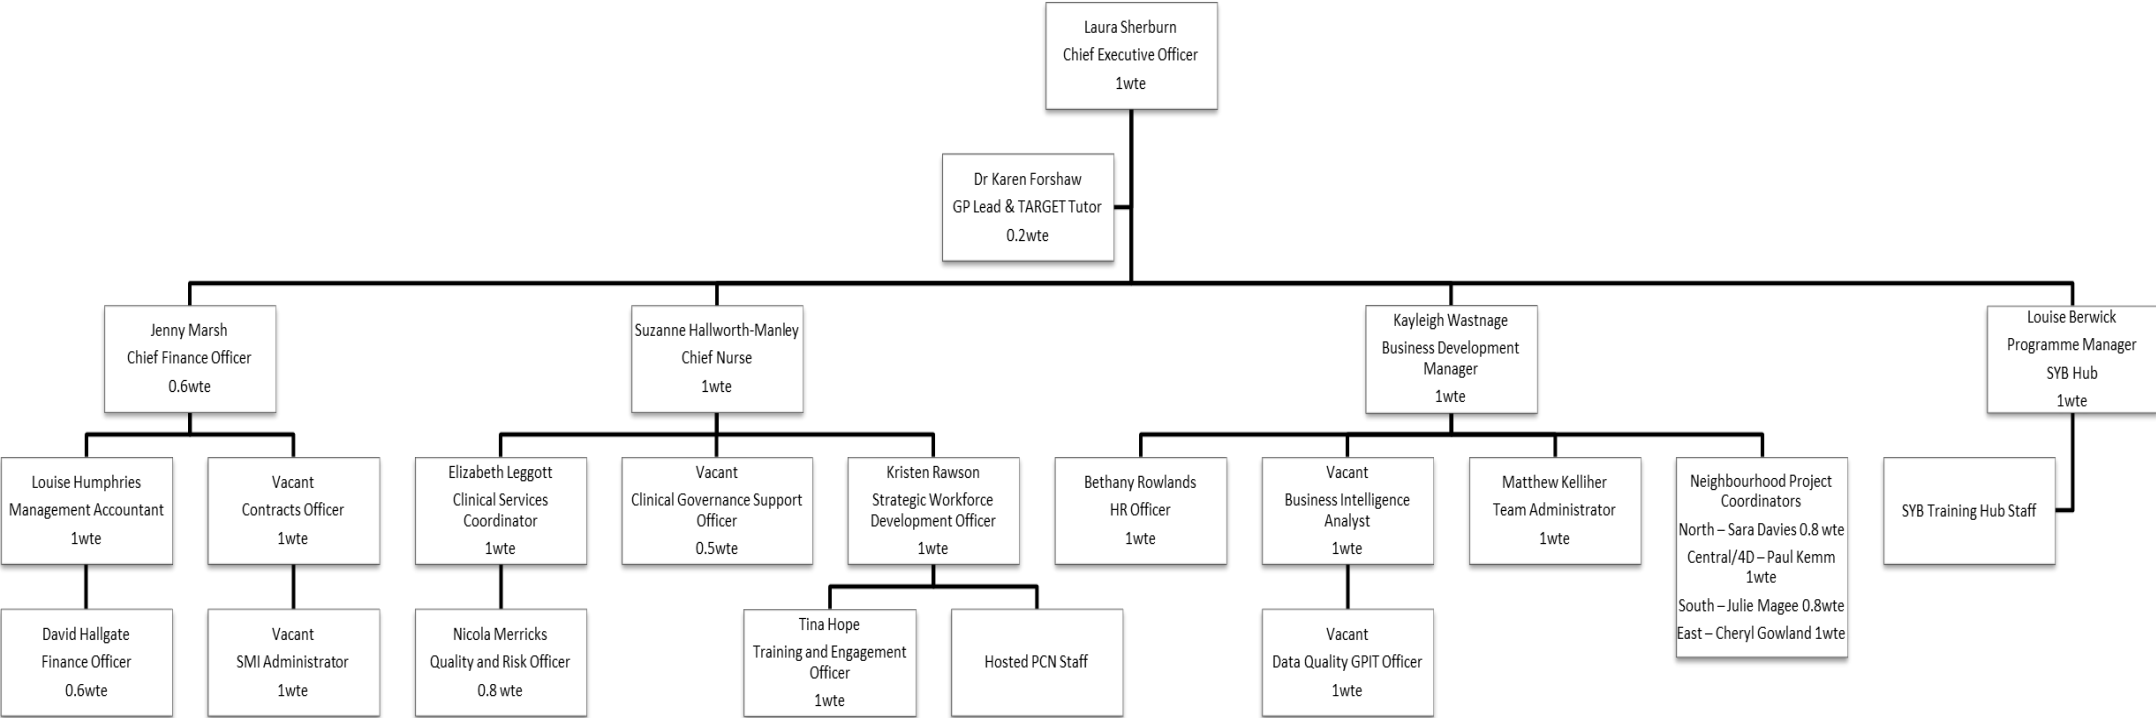 Laura Sherburn
Chief Executive Officer
1wte
Dr Karen Forshaw
GP Lead & TARGET Tutor
0.2wte
Jenny Marsh
Chief Finance Officer
0.6wte
Suzanne Hallworth-Manley
Chief Nurse
1wte
Kayleigh Wastnage
Business Development
Manager
1wte
Louise Berwick
Programme Manager
SYB Hub
1wte
Louise Humphries
Management Accountant
1wte
Vacant
Contracts Officer
1wte
Elizabeth Leggott
Clinical Services
Coordinator
1wte
Vacant
Clinical Governance Support
Officer
0.5wte
Kristen Rawson
Strategic Workforce
Development Officer
1wte
Bethany Rowlands
HR Officer
1wte
Vacant
Business Intelligence
Analyst
1wte
Matthew Kelliher
Team Administrator
1wte
Neighbourhood Project
Coordinators
North – Sara Davies 0.8 wte
Central/4D – Paul Kemm
1wte
South – Julie Magee 0.8wte
East – Cheryl Gowland 1wte
SYB Training Hub Staff
David Hallgate
Finance Officer
0.6wte
Vacant
SMI Administrator
1wte
Nicola Merricks
Quality and Risk Officer
0.8 wte
Tina Hope
Training and Engagement
Officer
1wte
Hosted PCN Staff
Vacant
Data Quality GPIT Officer
1wte